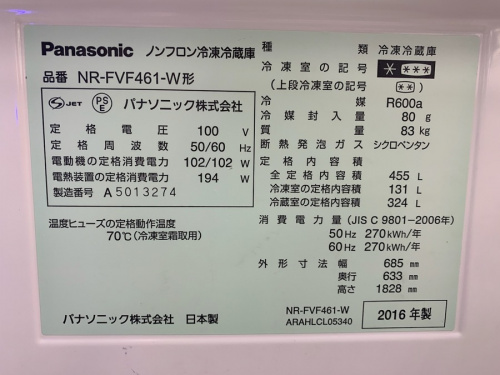 Panasonic ノンフロン冷凍冷蔵庫
品番 NR-FVF461-W形
S JET PS E パナソニック株式会社
定格電圧 100 V
定格周波数 50/60 Hz
電動機の定格消費電力 102/102 W
電熱装置の定格消費電力 194 W
製造番号 A 5013274
温度ヒューズの定格動作温度
70℃(冷凍室霜取用)
パナソニック株式会社 日本製
種類 冷凍冷蔵庫
冷凍室の記号 * ***
(上段冷凍室の記号 **)
冷媒 R600a
冷媒封入量 80 g
質量 83 kg
断熱発泡ガス シクロペンタン
定格内容積
全定格内容積 455 L
冷凍室の定格内容積 131 L
冷蔵室の定格内容積 324 L
消費電力量(JIS C 9801-2006年)
50Hz 270kWh/年
60Hz 270kWh/年
外形寸法 幅 685 mm
奥行 633 mm
高さ 1828 mm
NR-FVF461-W
ARAHLCL05340
2016年製